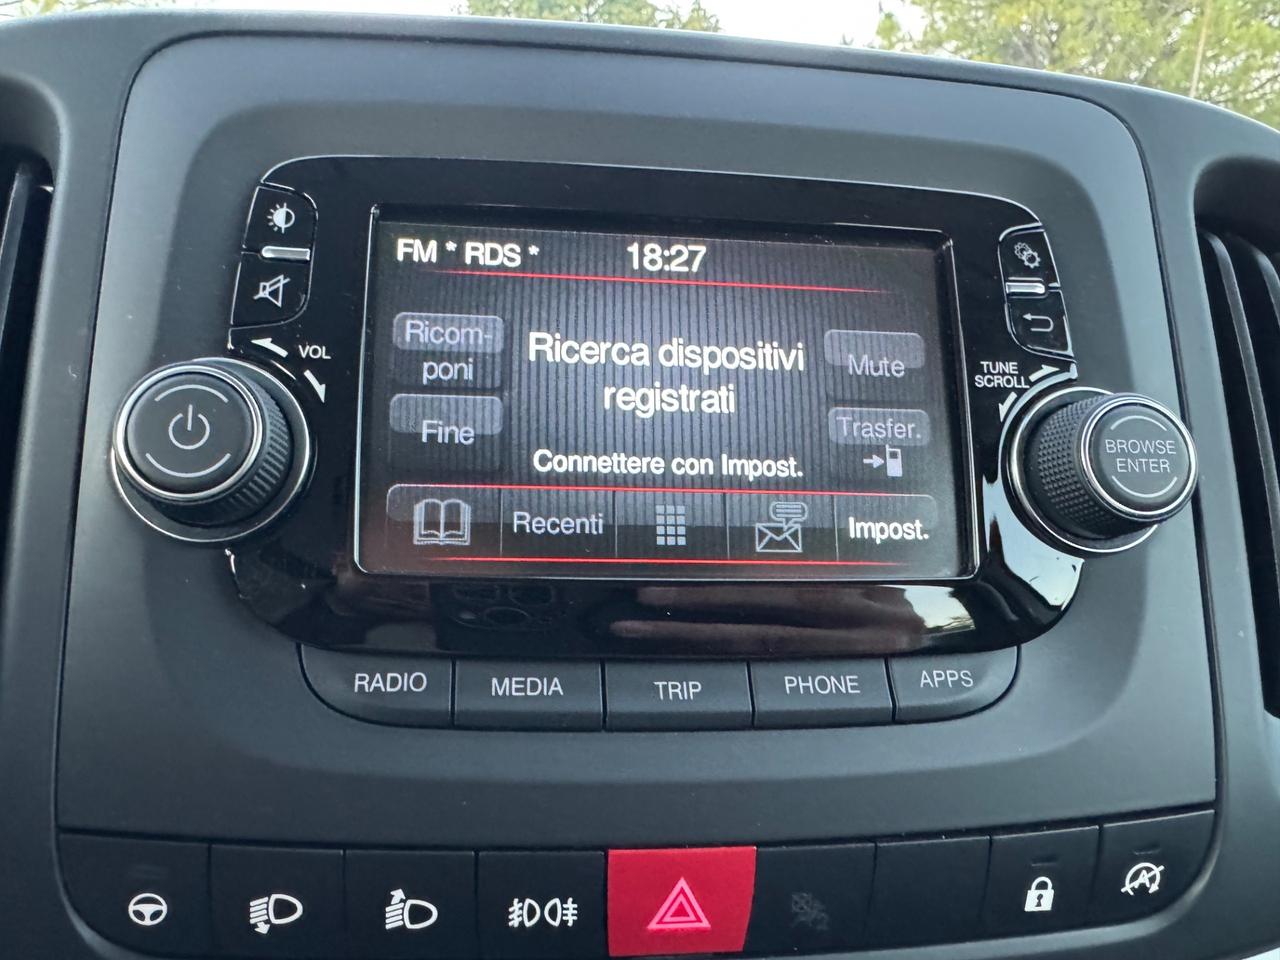 FM * RDS * 18:27
VOL
Ricom-
poni
Ricerca dispositivi
registrati
Mute
TUNE
SCROLL
Fine
Trasfer.
BROWSE
ENTER
Connettere con Impost.
Recenti
Impost.
RADIO
MEDIA
TRIP
PHONE
APPS